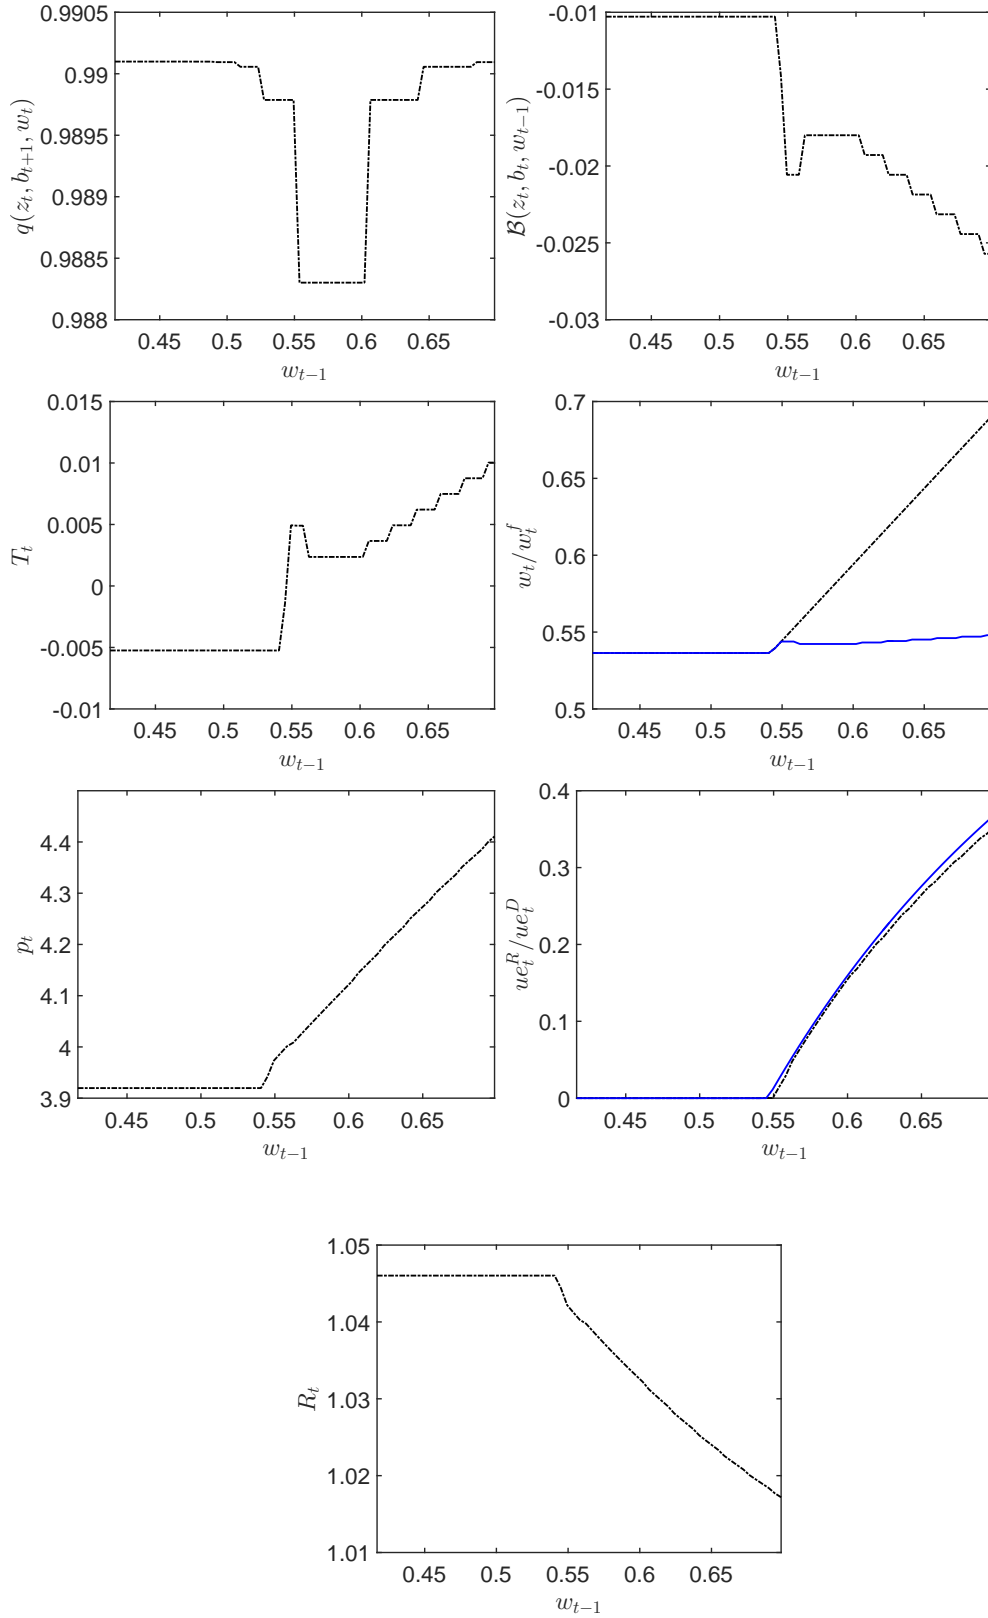 0.9905
0.99
0.9895
0.989
0.9885
0.988
q(z_t, b_{t+1}, w_t)
0.45 0.5 0.55 0.6 0.65
w_{t-1}
-0.01
-0.015
-0.02
-0.025
-0.03
B(z_t, b_t, w_{t-1})
0.45 0.5 0.55 0.6 0.65
w_{t-1}
0.015
0.01
0.005
0
-0.005
-0.01
T_t
0.45 0.5 0.55 0.6 0.65
w_{t-1}
0.7
0.65
0.6
0.55
0.5
w_t/w_t^f
0.45 0.5 0.55 0.6 0.65
w_{t-1}
4.4
4.3
4.2
4.1
4
3.9
p_t
0.45 0.5 0.55 0.6 0.65
w_{t-1}
0.4
0.3
0.2
0.1
0
ue_t^R/ue_t^D
0.45 0.5 0.55 0.6 0.65
w_{t-1}
1.05
1.04
1.03
1.02
1.01
R_t
0.45 0.5 0.55 0.6 0.65
w_{t-1}